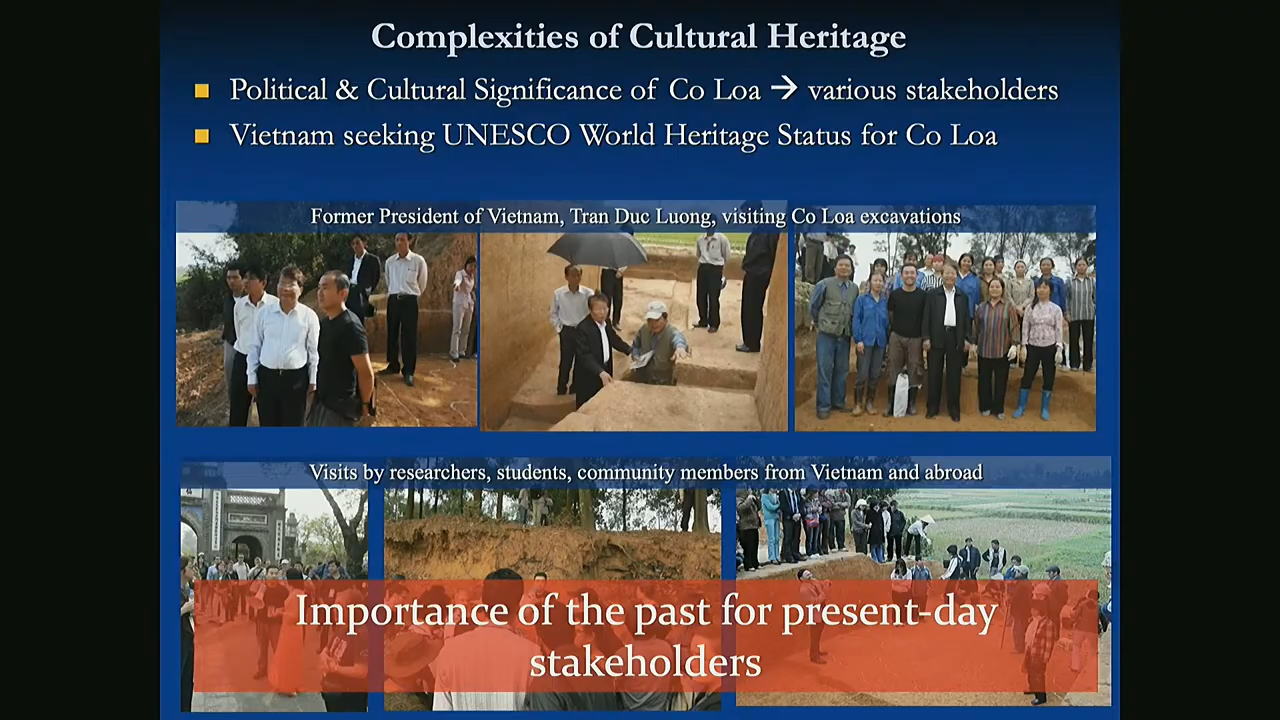 Complexities of Cultural Heritage
Political & Cultural Significance of Co Loa → various stakeholders
Vietnam seeking UNESCO World Heritage Status for Co Loa
Former President of Vietnam, Tran Duc Luong, visiting Co Loa excavations
Visits by researchers, students, community members from Vietnam and abroad
Importance of the past for present-day
stakeholders